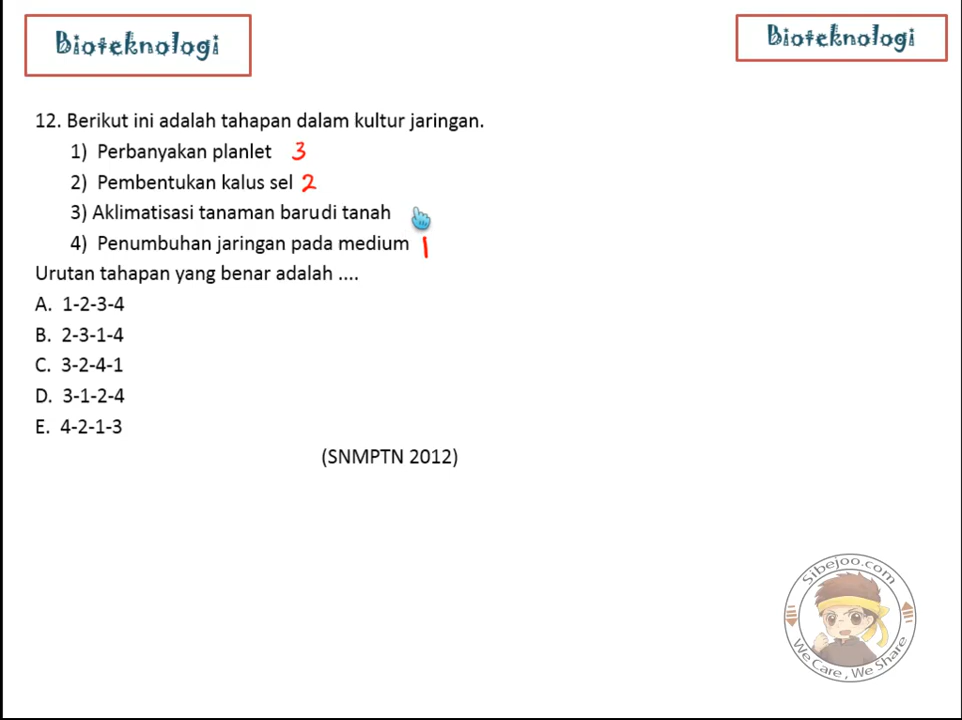 Bioteknologi
Bioteknologi
12. Berikut ini adalah tahapan dalam kultur jaringan.
1) Perbanyakan planlet 3
2) Pembentukan kalus sel 2
3) Aklimatisasi tanaman baru di tanah
4) Penumbuhan jaringan pada medium 1
Urutan tahapan yang benar adalah ....
A. 1-2-3-4
B. 2-3-1-4
C. 3-2-4-1
D. 3-1-2-4
E. 4-2-1-3
(SNMPTN 2012)
Sibejoo.com
We Care , We Share